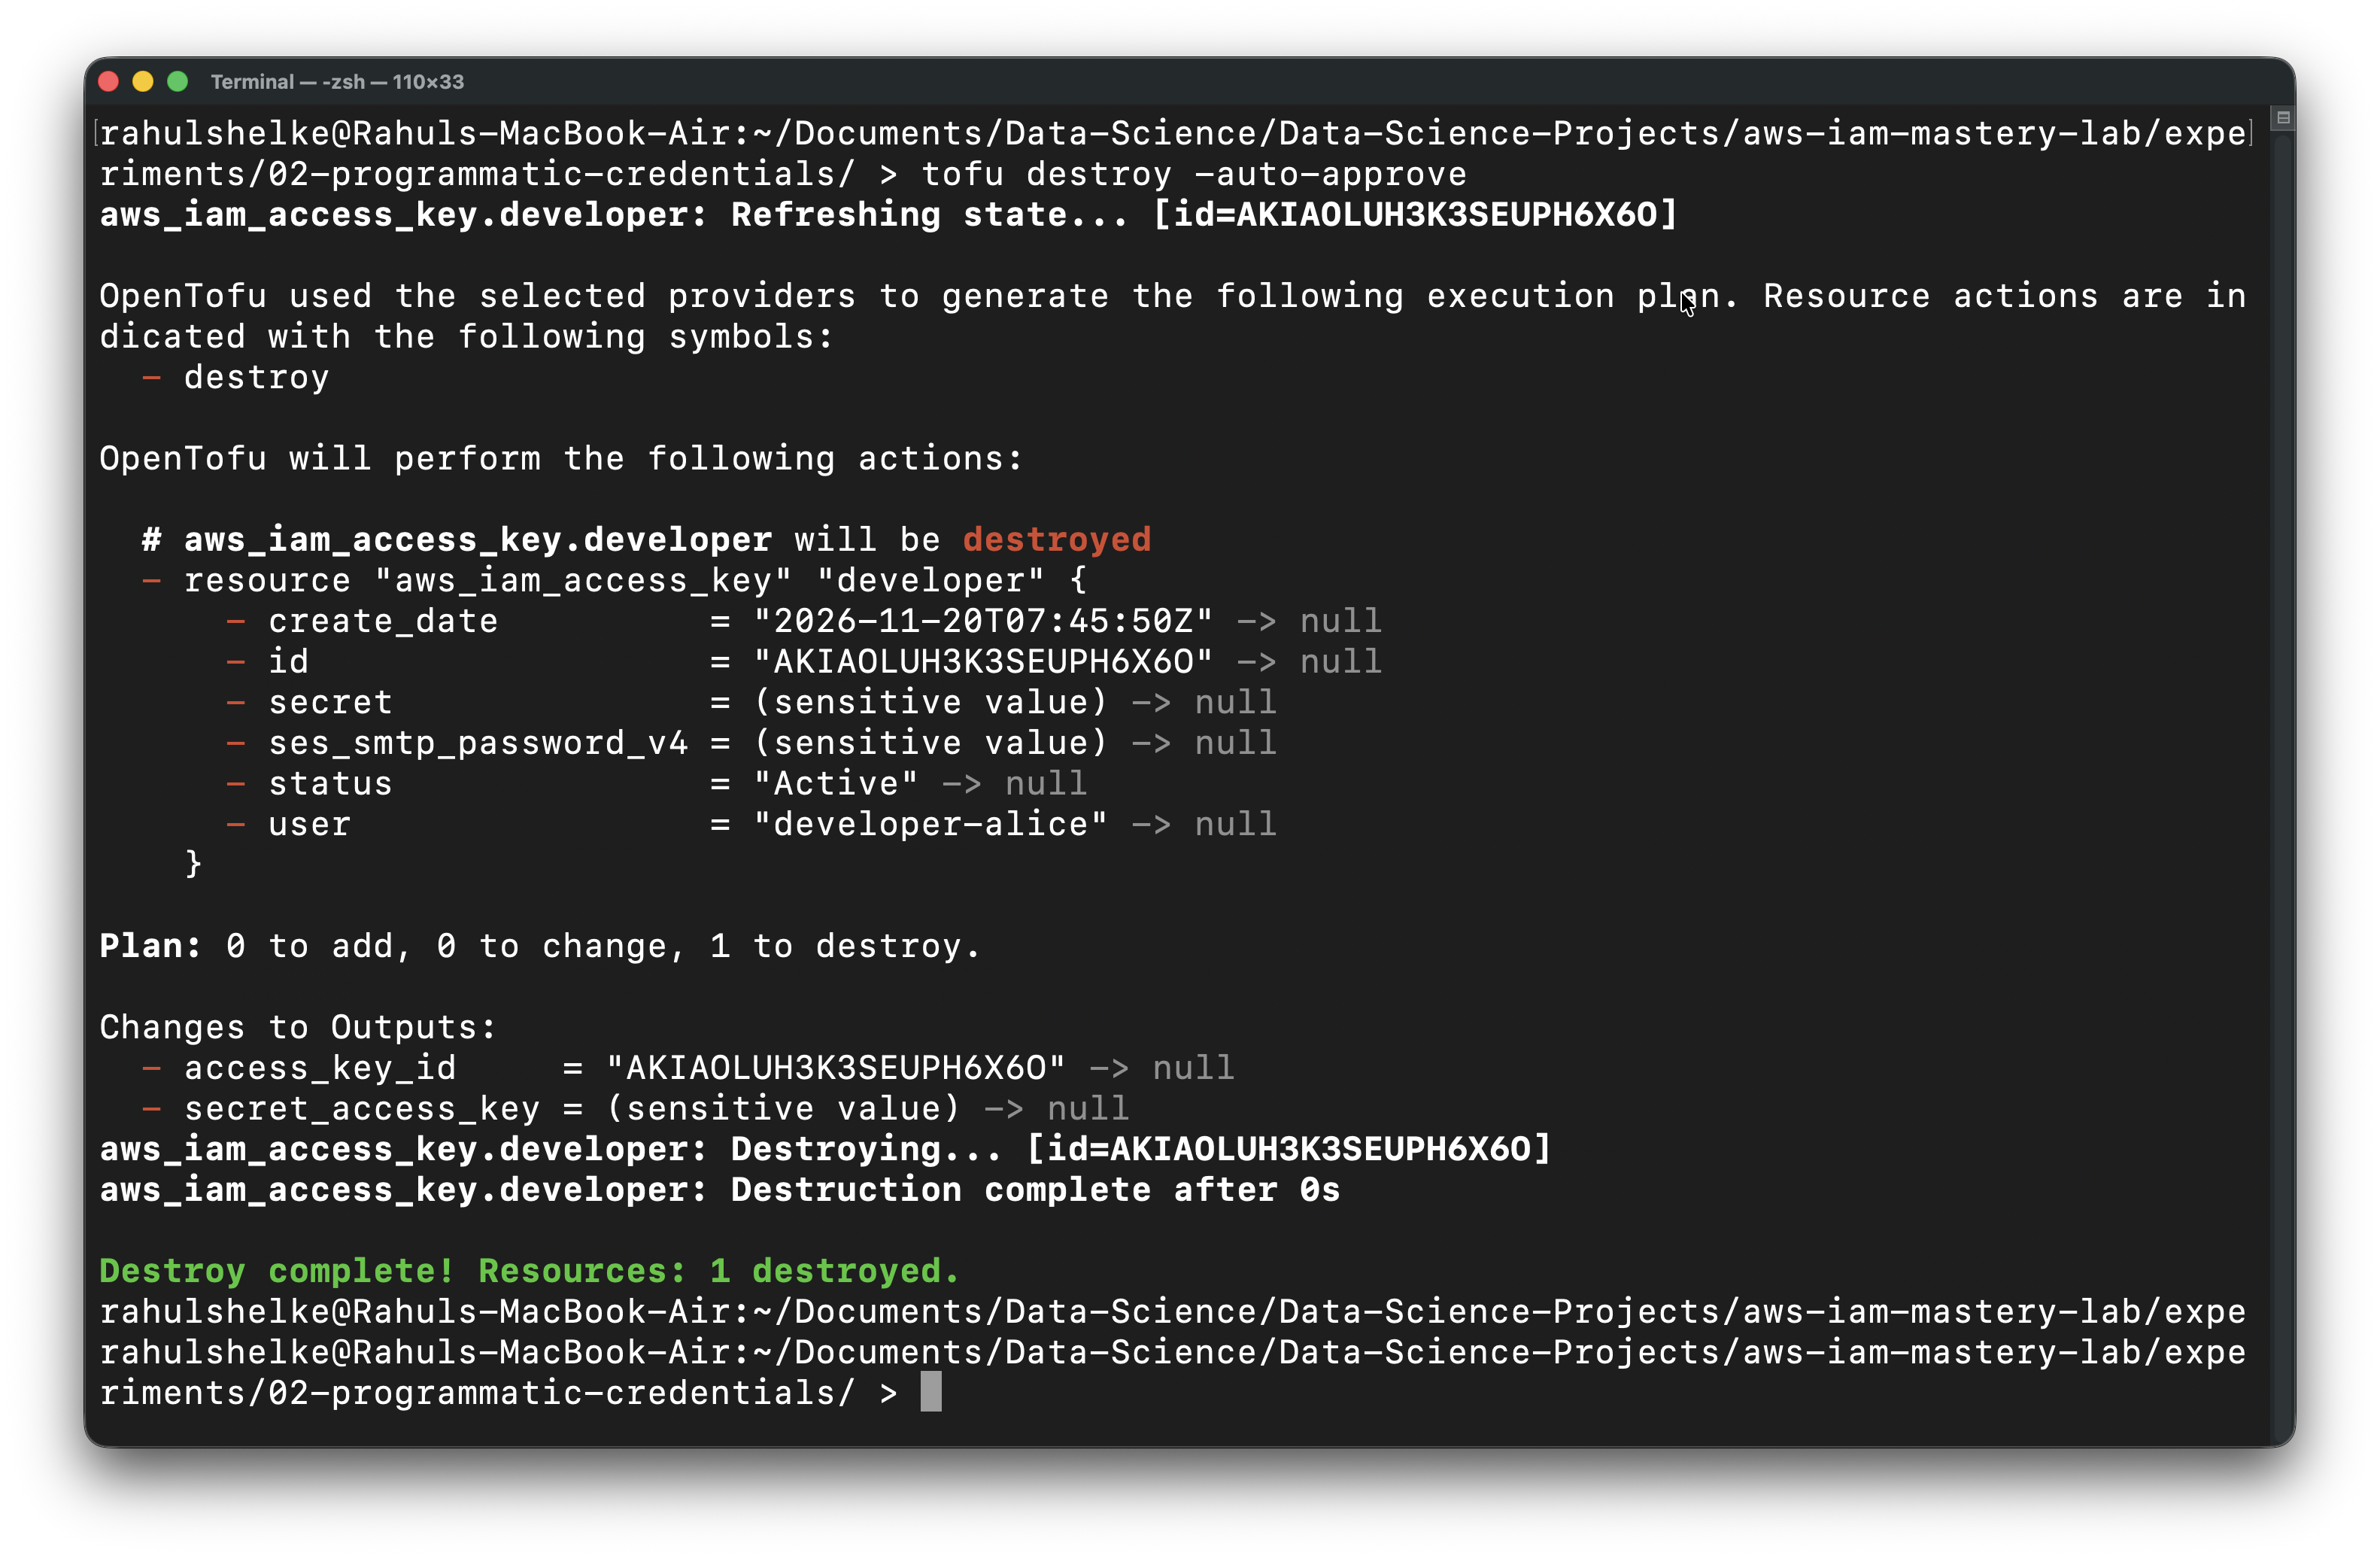 Terminal — -zsh — 110×33
[rahulshelke@Rahuls-MacBook-Air:~/Documents/Data-Science/Data-Science-Projects/aws-iam-mastery-lab/expe]
riments/02-programmatic-credentials/ > tofu destroy -auto-approve
aws_iam_access_key.developer: Refreshing state... [id=AKIAOLUH3K3SEUPH6X6O]
OpenTofu used the selected providers to generate the following execution plan. Resource actions are in
dicated with the following symbols:
  - destroy
OpenTofu will perform the following actions:
  # aws_iam_access_key.developer will be destroyed
  - resource "aws_iam_access_key" "developer" {
      - create_date          = "2026-11-20T07:45:50Z" -> null
      - id                   = "AKIAOLUH3K3SEUPH6X6O" -> null
      - secret               = (sensitive value) -> null
      - ses_smtp_password_v4 = (sensitive value) -> null
      - status               = "Active" -> null
      - user                 = "developer-alice" -> null
    }
Plan: 0 to add, 0 to change, 1 to destroy.
Changes to Outputs:
  - access_key_id     = "AKIAOLUH3K3SEUPH6X6O" -> null
  - secret_access_key = (sensitive value) -> null
aws_iam_access_key.developer: Destroying... [id=AKIAOLUH3K3SEUPH6X6O]
aws_iam_access_key.developer: Destruction complete after 0s
Destroy complete! Resources: 1 destroyed.
rahulshelke@Rahuls-MacBook-Air:~/Documents/Data-Science/Data-Science-Projects/aws-iam-mastery-lab/expe
rahulshelke@Rahuls-MacBook-Air:~/Documents/Data-Science/Data-Science-Projects/aws-iam-mastery-lab/expe
riments/02-programmatic-credentials/ >